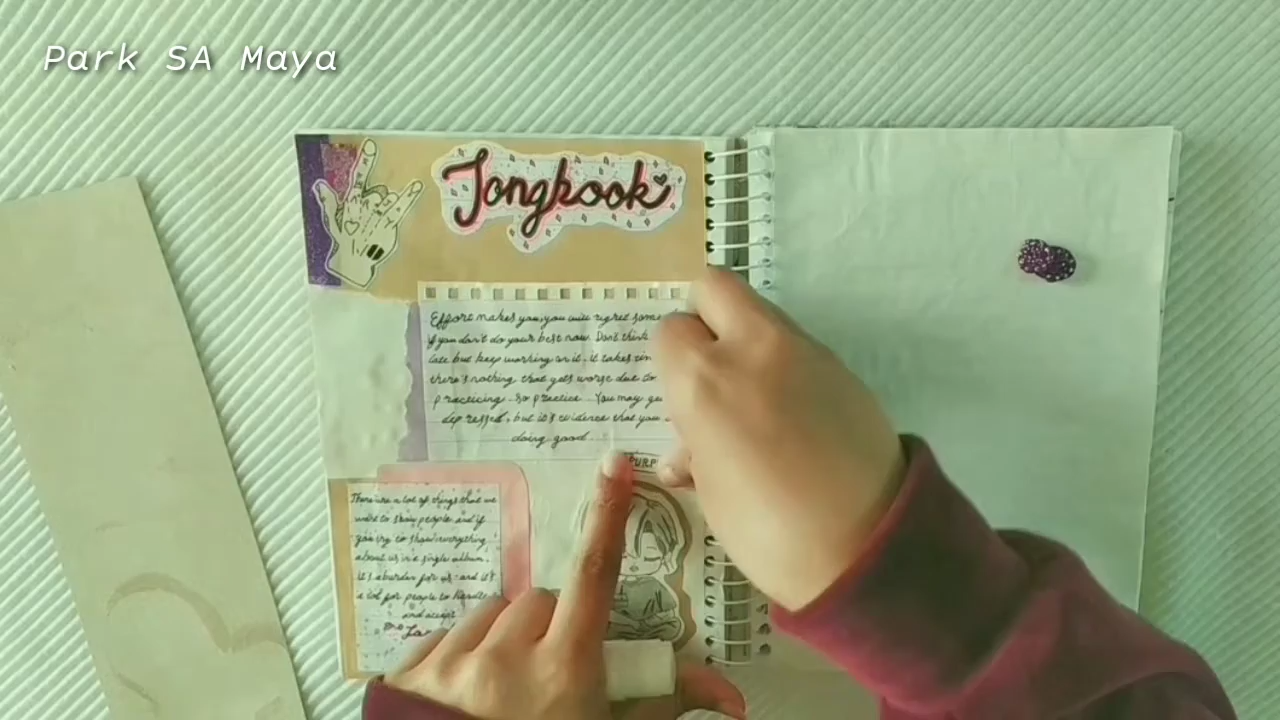 Park SA Maya
Jongkook
Effort makes you, you will regret some
if you don't do your best now. Don't think
late but keep working on it. it takes
there's nothing that gets worse due to
practicing. So practice. You may
depressed, but it's evidence that you
doing good
PURP
There are a lot of things that we
want to show people and if
you try to show everything
about us in a single album,
it's a burden for us and it's
a lot for people to handle
and accept